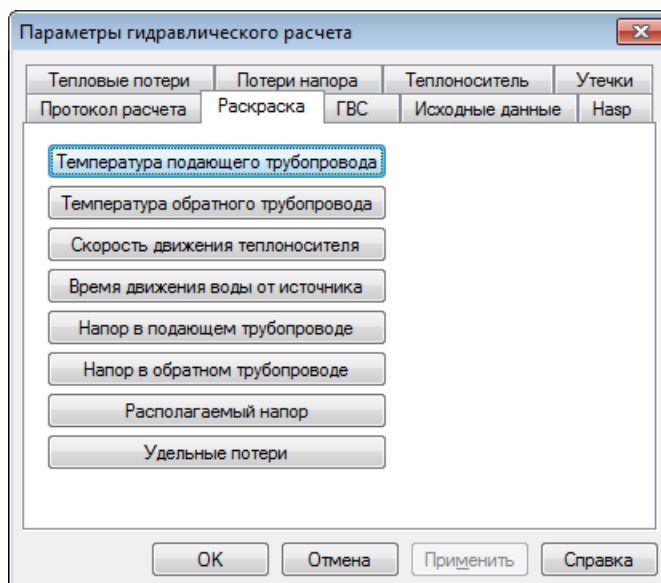 Параметры гидравлического расчета
Тепловые потери Потери напора Теплоноситель Утечки
Протокол расчета Раскраска ГВС Исходные данные Hasp
Температура подающего трубопровода
Температура обратного трубопровода
Скорость движения теплоносителя
Время движения воды от источника
Напор в подающем трубопроводе
Напор в обратном трубопроводе
Располагаемый напор
Удельные потери
OK Отмена Применить Справка